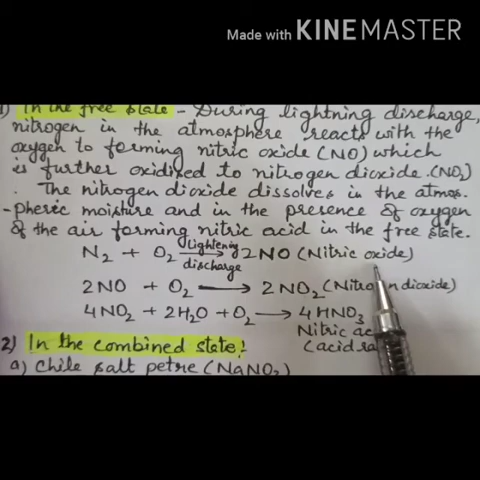 Made with KINEMASTER
1) In the free state - During lightning discharge,
nitrogen in the atmosphere reacts with the
oxygen to forming nitric oxide (NO) which
is further oxidized to nitrogen dioxide (NO₂)
. The nitrogen dioxide dissolves in the atmos.
-pheric moisture and in the presence of oxygen
of the air forming nitric acid in the free state.
N₂ + O₂ Lightening discharge → 2NO (Nitric oxide)
2NO + O₂ → 2NO₂ (Nitrogen dioxide)
4NO₂ + 2H₂O + O₂ → 4HNO₃
Nitric ac
(acid ra
2) In the combined state:
a) Chile salt petre (NaNO₂)